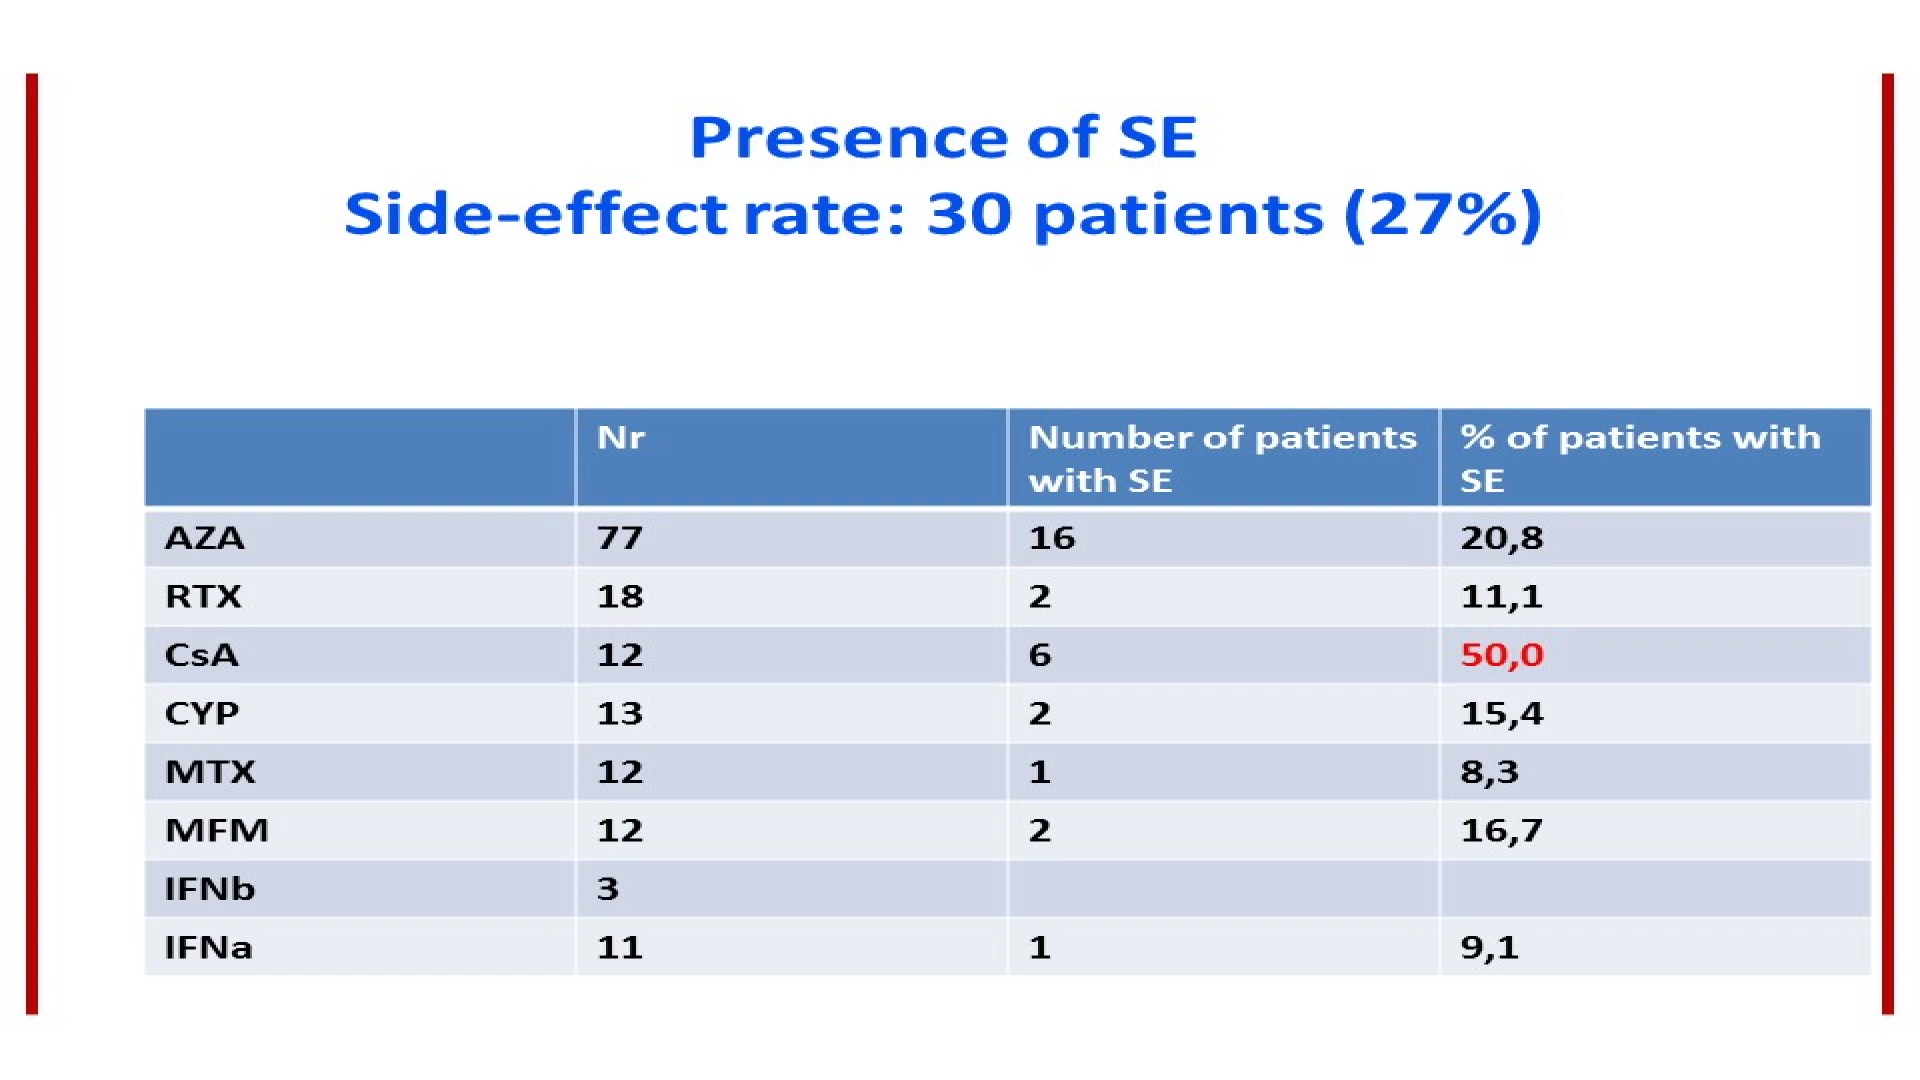 Presence of SE
Side-effect rate: 30 patients (27%)
Nr Number of patients with SE % of patients with SE
AZA 77 16 20,8
RTX 18 2 11,1
CsA 12 6 50,0
CYP 13 2 15,4
MTX 12 1 8,3
MFM 12 2 16,7
IFNb 3
IFNa 11 1 9,1